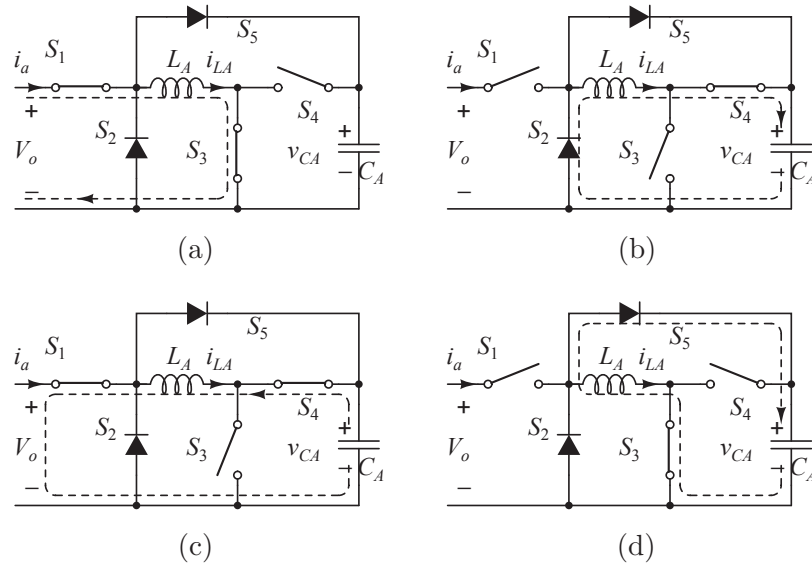 S5
ia S1 LA iLA
+ S4
Vo S2 S3 vCA + CA
− −
(a)
S5
ia S1 LA iLA
+ S4
Vo S2 S3 vCA + CA
− −
(b)
S5
ia S1 LA iLA
+ S4
Vo S2 S3 vCA + CA
− −
(c)
S5
ia S1 LA iLA
+ S4
Vo S2 S3 vCA + CA
− −
(d)